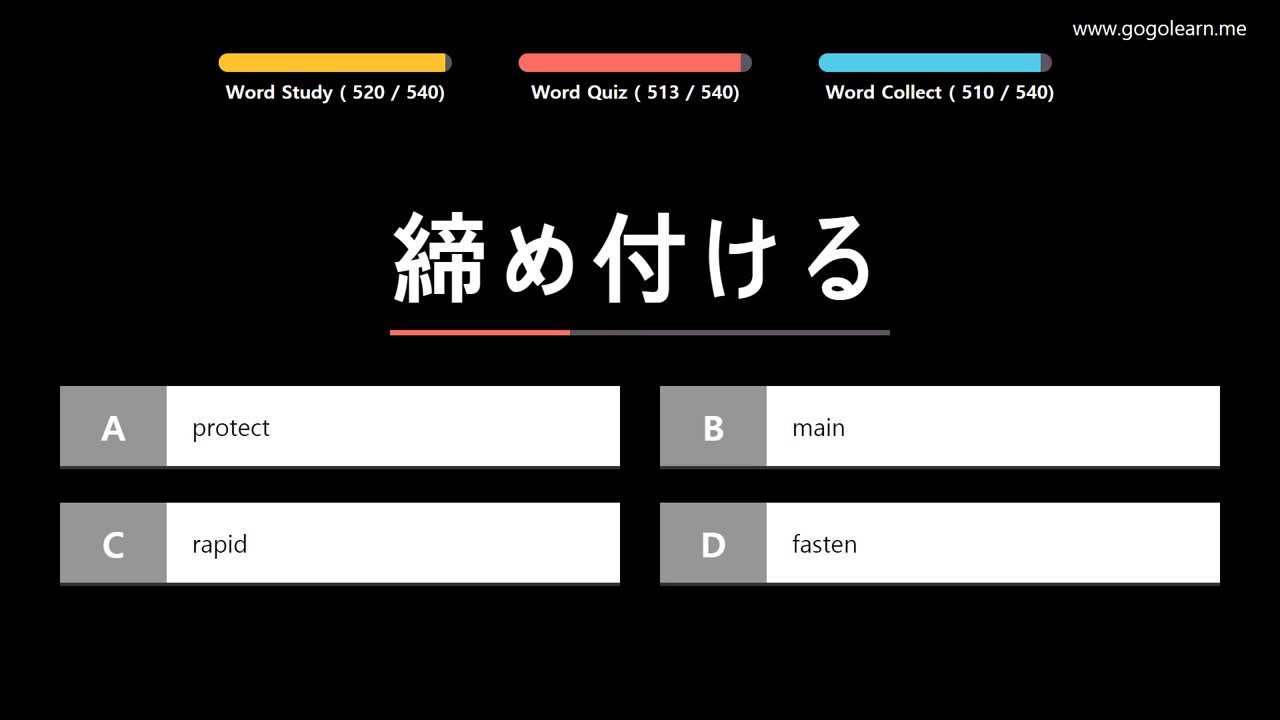 www.gogolearn.me
Word Study ( 520 / 540)
Word Quiz ( 513 / 540)
Word Collect ( 510 / 540)
締め付ける
A protect
B main
C rapid
D fasten